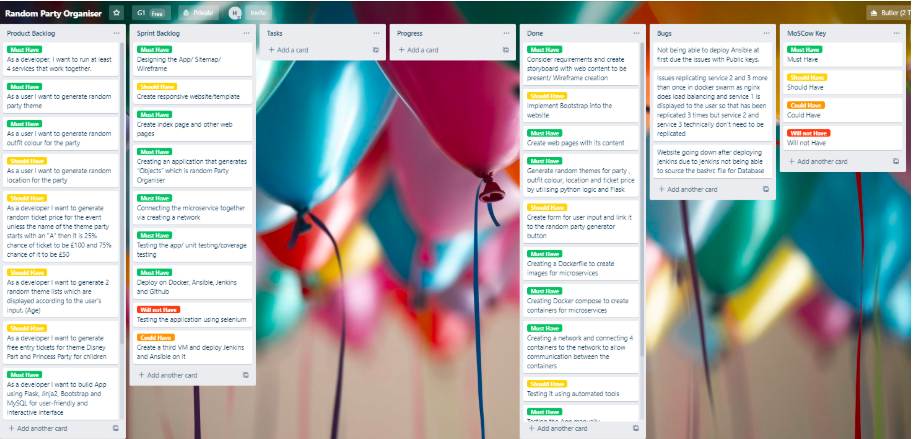 Random Party Organiser
G1
Free
Private
Invite
Butler (2 T
Product Backlog
Must Have
As a developer, I want to run at least
4 services that work together.
Must Have
As a user I want to generate random
party theme
Must Have
As a user I want to generate random
outfit colour for the party
Should Have
As a user I want to generate random
location for the party
Should Have
As a developer I want to generate
random ticket price for the event
unless the name of the theme party
starts with an "A" then it is 25%
chance of ticket to be £100 and 75%
chance of it to be £50
Should Have
As a developer I want to generate 2
random theme lists which are
displayed according to the user's
input. (Age)
Should Have
As a developer I want to generate
free entry tickets for theme Disney
Part and Princess Party for children
Must Have
As a developer I want to build App
using Flask, Jinja2, Bootstrap and
MySQL for user-friendly and
interactive interface
+ Add another card
Sprint Backlog
Must Have
Designing the App/ Sitemap/
Wireframe
Should Have
Create responsive website/template
Must Have
Create index page and other web
pages
Must Have
Creating an application that generates
"Objects" which is random Party
Organiser
Must Have
Connecting the microservice together
via creating a network
Must Have
Testing the app/ unit testing/coverage
testing
Must Have
Deploy on Docker, Ansible, Jenkins
and Github
Will not Have
Testing the application using selenium
Could Have
Create a third VM and deploy Jenkins
and Ansible on it
+ Add another card
Tasks
+ Add a card
Progress
+ Add a card
Done
Must Have
Consider requirements and create
storyboard with web content to be
present/ Wireframe creation
Should Have
Implement Bootstrap into the
website
Must Have
Create web pages with its content
Must Have
Generate random themes for party ,
outfit colour, location and ticket price
by utilising python logic and Flask
Should Have
Create form for user input and link it
to the random party generator
button
Must Have
Creating a Dockerfile to create
images for microservices
Must Have
Creating Docker compose to create
containers for microservices
Must Have
Creating a network and connecting 4
containers to the network to allow
communication between the
containers
Should Have
Testing it using automated tools
Must Have
Testing the App manually
+ Add another card
Bugs
Not being able to deploy Ansible at
first due the issues with Public keys.
Issues replicating service 2 and 3 more
than once in docker swarm as nginx
does load balancing and service 1 is
displayed to the user so that has been
replicated 3 times but service 2 and
service 3 technically don't need to be
replicated
Website going down after deploying
Jenkins due to Jenkins not being able
to source the bashrc file for Database
+ Add another card
MoSCow Key
Must Have
Must Have
Should Have
Should Have
Could Have
Could Have
Will not Have
Will not Have
+ Add another card